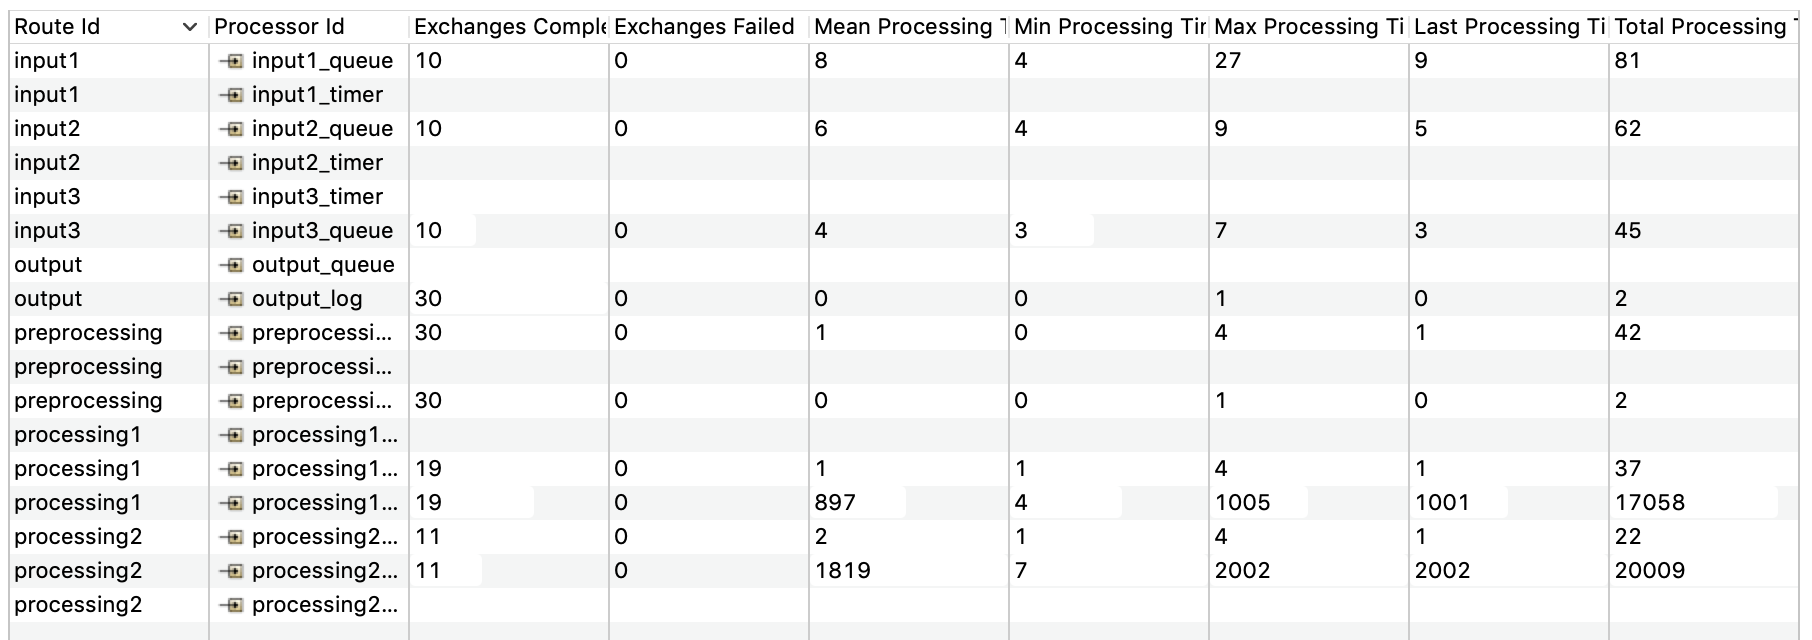 Route Id Processor Id Exchanges Comple Exchanges Failed Mean Processing T Min Processing Tir Max Processing Ti Last Processing Ti Total Processing T
input1 input1_queue 10 0 8 4 27 9 81
input1 input1_timer
input2 input2_queue 10 0 6 4 9 5 62
input2 input2_timer
input3 input3_timer
input3 input3_queue 10 0 4 3 7 3 45
output output_queue
output output_log 30 0 0 0 1 0 2
preprocessing preprocessi... 30 0 1 0 4 1 42
preprocessing preprocessi...
preprocessing preprocessi... 30 0 0 0 1 0 2
processing1 processing1...
processing1 processing1... 19 0 1 1 4 1 37
processing1 processing1... 19 0 897 4 1005 1001 17058
processing2 processing2... 11 0 2 1 4 1 22
processing2 processing2... 11 0 1819 7 2002 2002 20009
processing2 processing2...